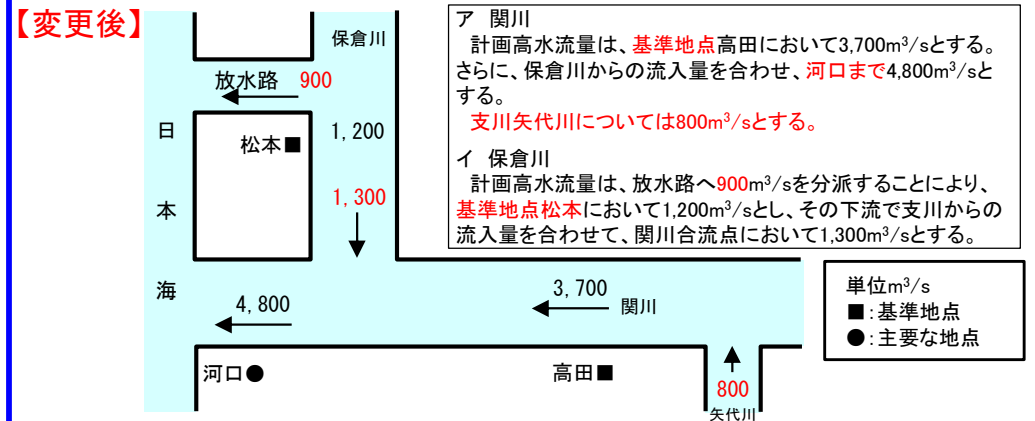 【変更後】
ア 関川
計画高水流量は、基準地点高田において3,700m³/sとする。
さらに、保倉川からの流入量を合わせ、河口まで4,800m³/sと
する。
支川矢代川については800m³/sとする。
イ 保倉川
計画高水流量は、放水路へ900m³/sを分派することにより、
基準地点松本において1,200m³/sとし、その下流で支川からの
流入量を合わせて、関川合流点において1,300m³/sとする。
保倉川
放水路 900
日本海
松本■
1,200
1,300
4,800
3,700
関川
単位m³/s
■:基準地点
●:主要な地点
河口●
高田■
800
矢代川